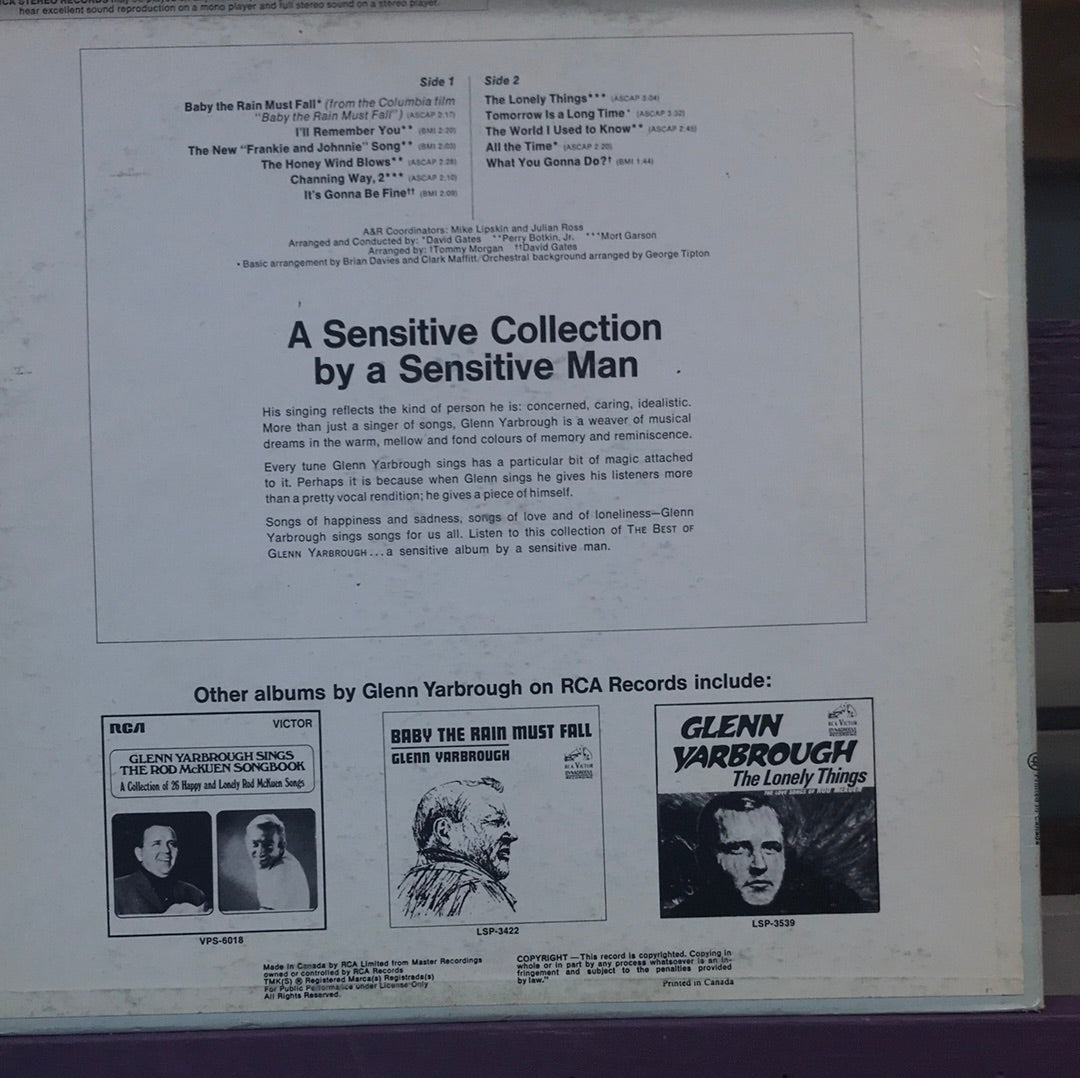 hear excellent sound reproduction on a mono player and full stereo sound on a stereo player.
Side 1
Baby the Rain Must Fall* (from the Columbia film
"Baby the Rain Must Fall") (ASCAP 2:17)
I'll Remember You** (BMI 2:20)
The New "Frankie and Johnnie" Song** (BMI 2:03)
The Honey Wind Blows** (ASCAP 2:28)
Channing Way, 2*** (ASCAP 2:10)
It's Gonna Be Fine†† (BMI 2:09)
Side 2
The Lonely Things*** (ASCAP 3:04)
Tomorrow Is a Long Time• (ASCAP 3:32)
The World I Used to Know** (ASCAP 2:45)
All the Time* (ASCAP 2:20)
What You Gonna Do?† (BMI 1:44)
A&R Coordinators: Mike Lipskin and Julian Ross
Arranged and Conducted by: *David Gates **Perry Botkin, Jr. ***Mort Garson
Arranged by: †Tommy Morgan ††David Gates
• Basic arrangement by Brian Davies and Clark Maffitt/Orchestral background arranged by George Tipton
A Sensitive Collection
by a Sensitive Man
His singing reflects the kind of person he is: concerned, caring, idealistic.
More than just a singer of songs, Glenn Yarbrough is a weaver of musical
dreams in the warm, mellow and fond colours of memory and reminiscence.
Every tune Glenn Yarbrough sings has a particular bit of magic attached
to it. Perhaps it is because when Glenn sings he gives his listeners more
than a pretty vocal rendition; he gives a piece of himself.
Songs of happiness and sadness, songs of love and of loneliness—Glenn
Yarbrough sings songs for us all. Listen to this collection of THE BEST OF
GLENN YARBROUGH...a sensitive album by a sensitive man.
Other albums by Glenn Yarbrough on RCA Records include:
RCA VICTOR
GLENN YARBROUGH SINGS
THE ROD McKUEN SONGBOOK
A Collection of 26 Happy and Lonely Rod McKuen Songs
VPS-6018
BABY THE RAIN MUST FALL
GLENN YARBROUGH
RCA VICTOR
LSP-3422
GLENN
YARBROUGH
The Lonely Things
THE LOVE SONGS OF ROD McKUEN
RCA VICTOR
LSP-3539
Made in Canada by RCA Limited from Master Recordings
owned or controlled by RCA Records
TMK(S) ® Registered Marca(s) Registrada(s)
For Public Performance under License Only
All Rights Reserved.
COPYRIGHT—This record is copyrighted. Copying in
whole or in part by any process whatsoever is an in-
fringement and subject to the penalties provided
by law."
Printed in Canada